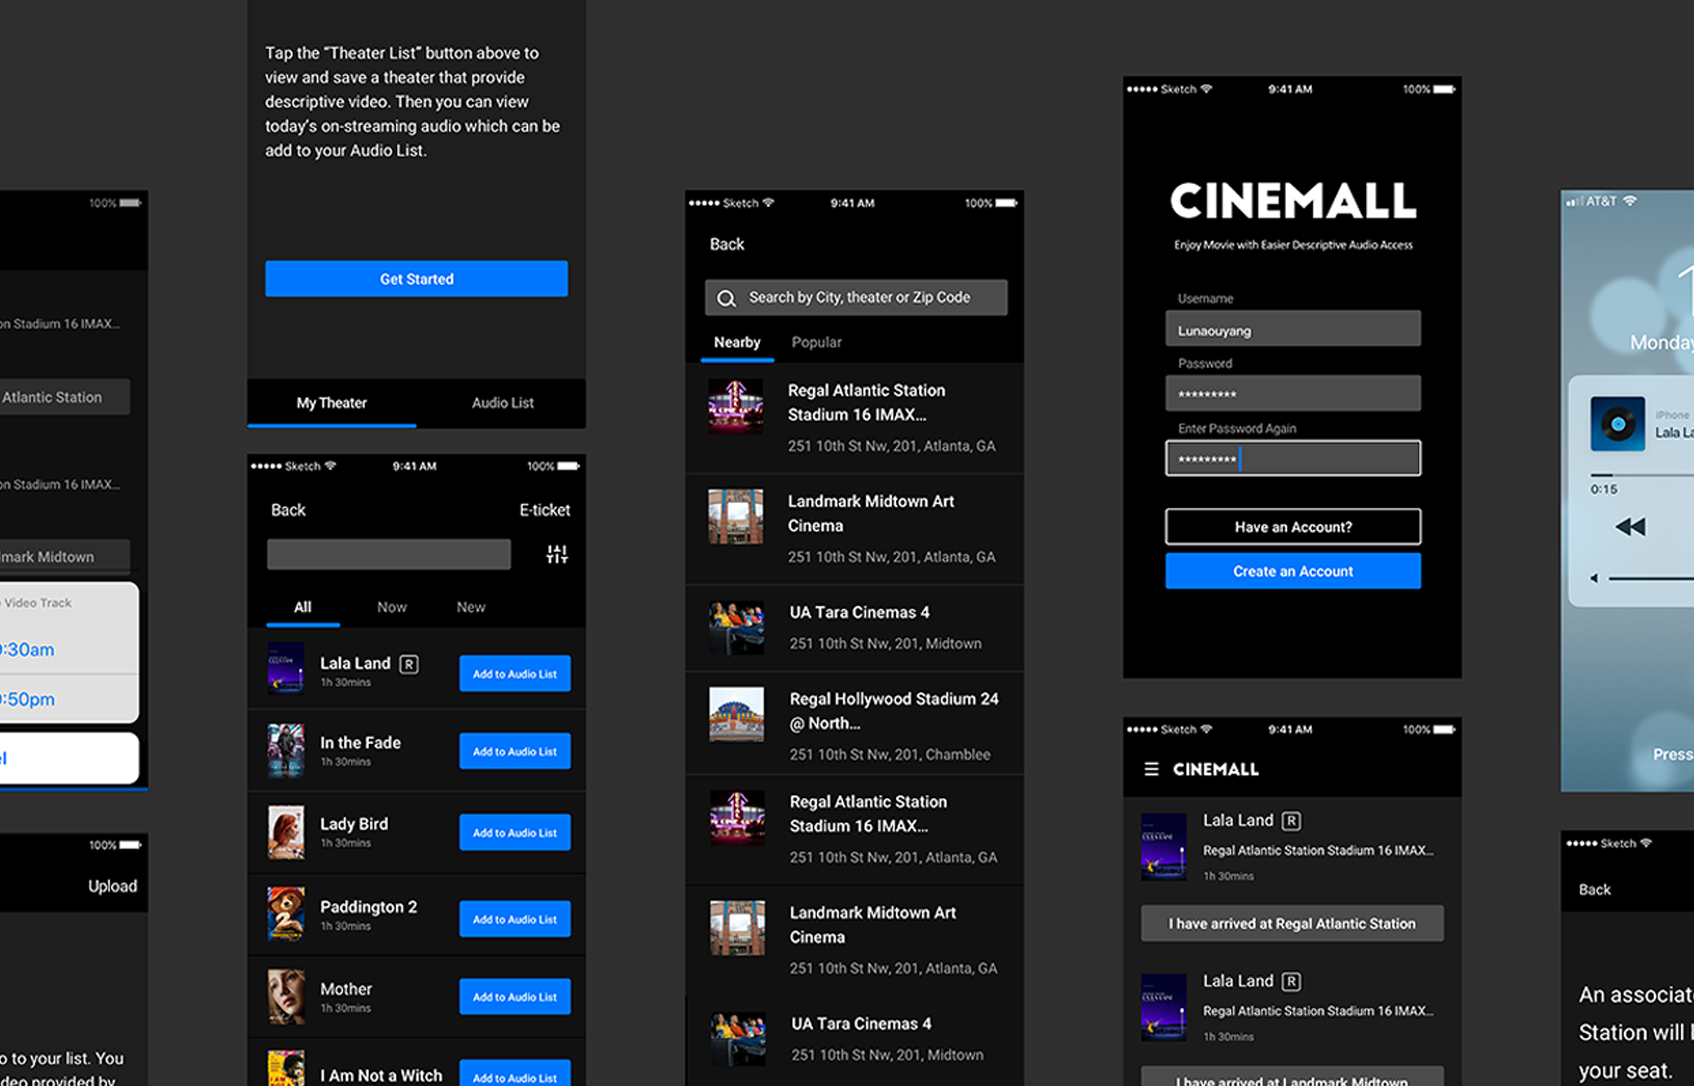 100%
on Stadium 16 IMAX...
Atlantic Station
on Stadium 16 IMAX...
mark Midtown
Video Track
:30am
:50pm
100%
Upload
to your list. You
provided by
Tap the “Theater List” button above to
view and save a theater that provide
descriptive video. Then you can view
today’s on-streaming audio which can be
add to your Audio List.
Get Started
My Theater Audio List
Sketch 9:41 AM 100%
Back E-ticket
All Now New
Lala Land R
1h 30mins
Add to Audio List
In the Fade
1h 30mins
Add to Audio List
Lady Bird
1h 30mins
Add to Audio List
Paddington 2
1h 30mins
Add to Audio List
Mother
1h 30mins
Add to Audio List
I Am Not a Witch
Add to Audio List
Sketch 9:41 AM 100%
Back
Search by City, theater or Zip Code
Nearby Popular
Regal Atlantic Station
Stadium 16 IMAX...
251 10th St Nw, 201, Atlanta, GA
Landmark Midtown Art
Cinema
251 10th St Nw, 201, Atlanta, GA
UA Tara Cinemas 4
251 10th St Nw, 201, Midtown
Regal Hollywood Stadium 24
@ North...
251 10th St Nw, 201, Chamblee
Regal Atlantic Station
Stadium 16 IMAX...
251 10th St Nw, 201, Atlanta, GA
Landmark Midtown Art
Cinema
251 10th St Nw, 201, Atlanta, GA
UA Tara Cinemas 4
251 10th St Nw, 201, Midtown
Sketch 9:41 AM 100%
CINEMALL
Enjoy Movie with Easier Descriptive Audio Access
Username
Lunaouyang
Password
*********
Enter Password Again
*********
Have an Account?
Create an Account
Sketch 9:41 AM 100%
CINEMALL
Lala Land R
Regal Atlantic Station Stadium 16 IMAX...
1h 30mins
I have arrived at Regal Atlantic Station
Lala Land R
Regal Atlantic Station Stadium 16 IMAX...
1h 30mins
I have arrived at Landmark Midtown
AT&T
Monday
iPhone
Lala La
0:15
Press
Sketch
Back
An associat
Station will
your seat.